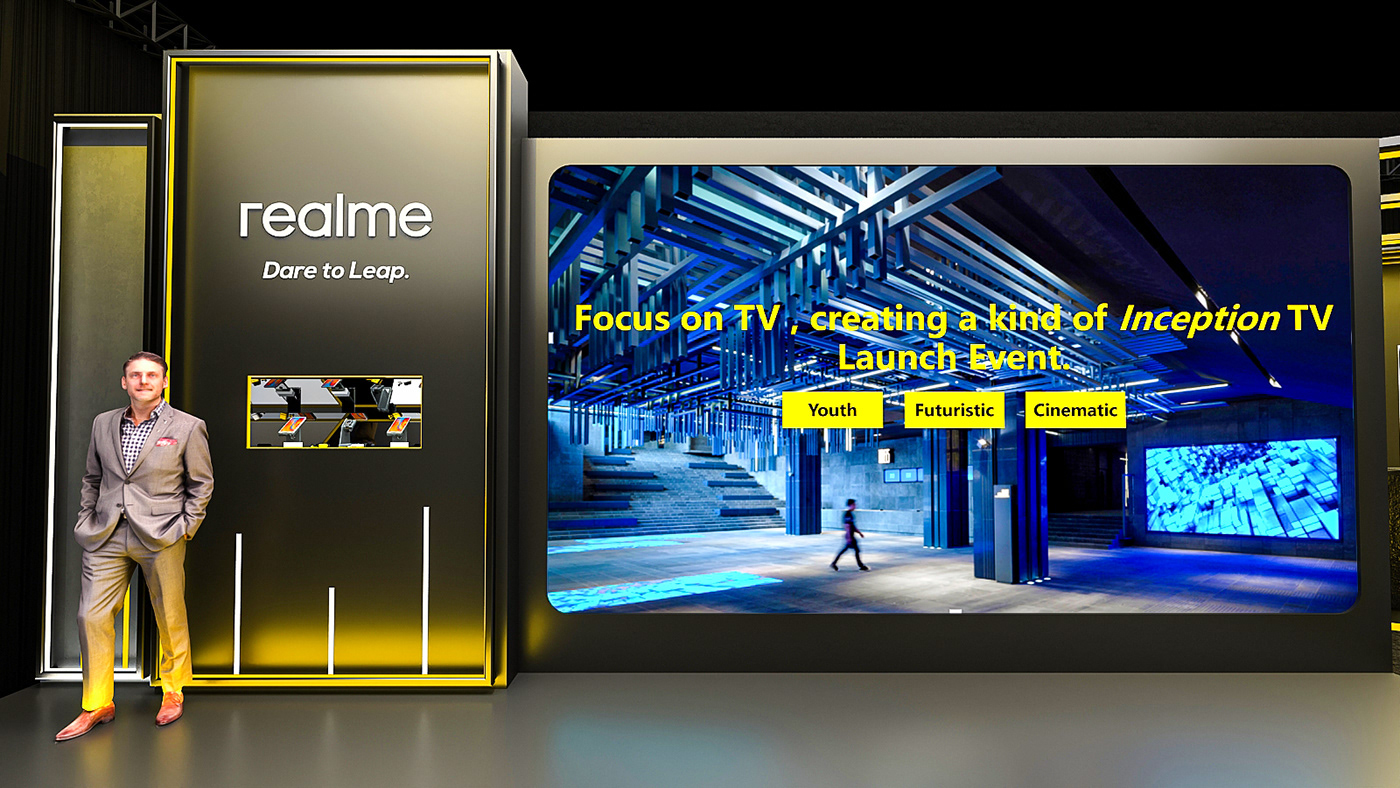 realme
Dare to Leap.
Focus on TV , creating a kind of Inception TV
Launch Event.
Youth
Futuristic
Cinematic